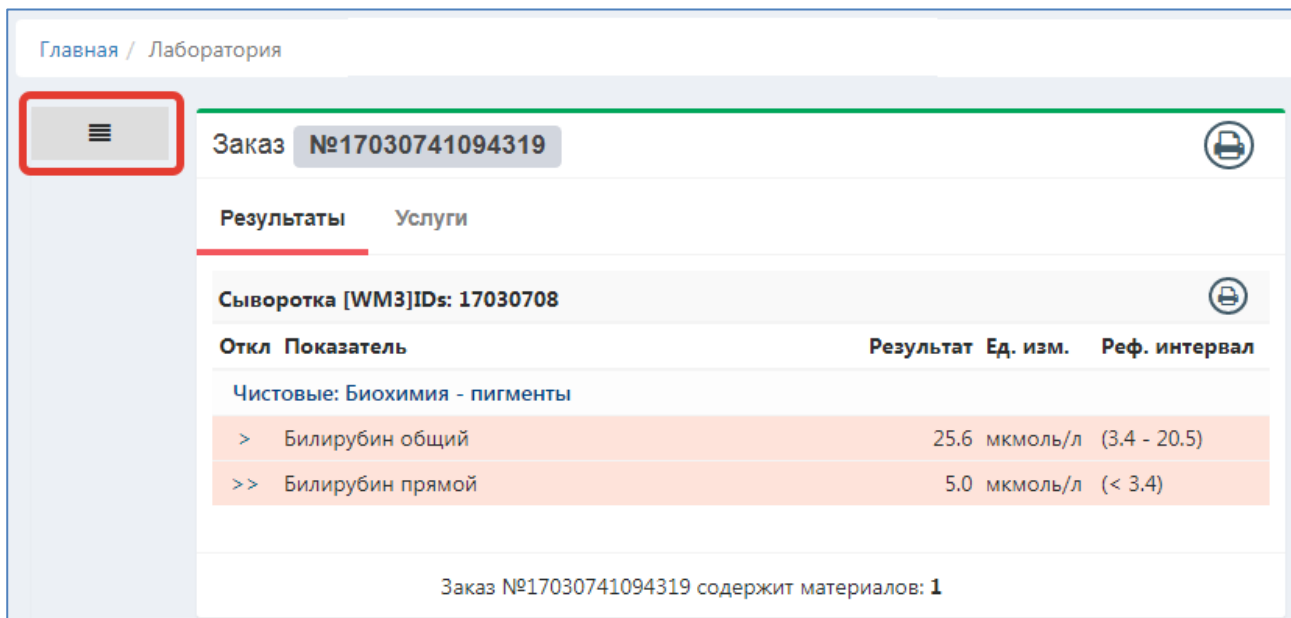 Главная / Лаборатория
Заказ №17030741094319
Результаты Услуги
Сыворотка [WM3]IDs: 17030708
Откл Показатель Результат Ед. изм. Реф. интервал
Чистовые: Биохимия - пигменты
> Билирубин общий 25.6 мкмоль/л (3.4 - 20.5)
>> Билирубин прямой 5.0 мкмоль/л (< 3.4)
Заказ №17030741094319 содержит материалов: 1